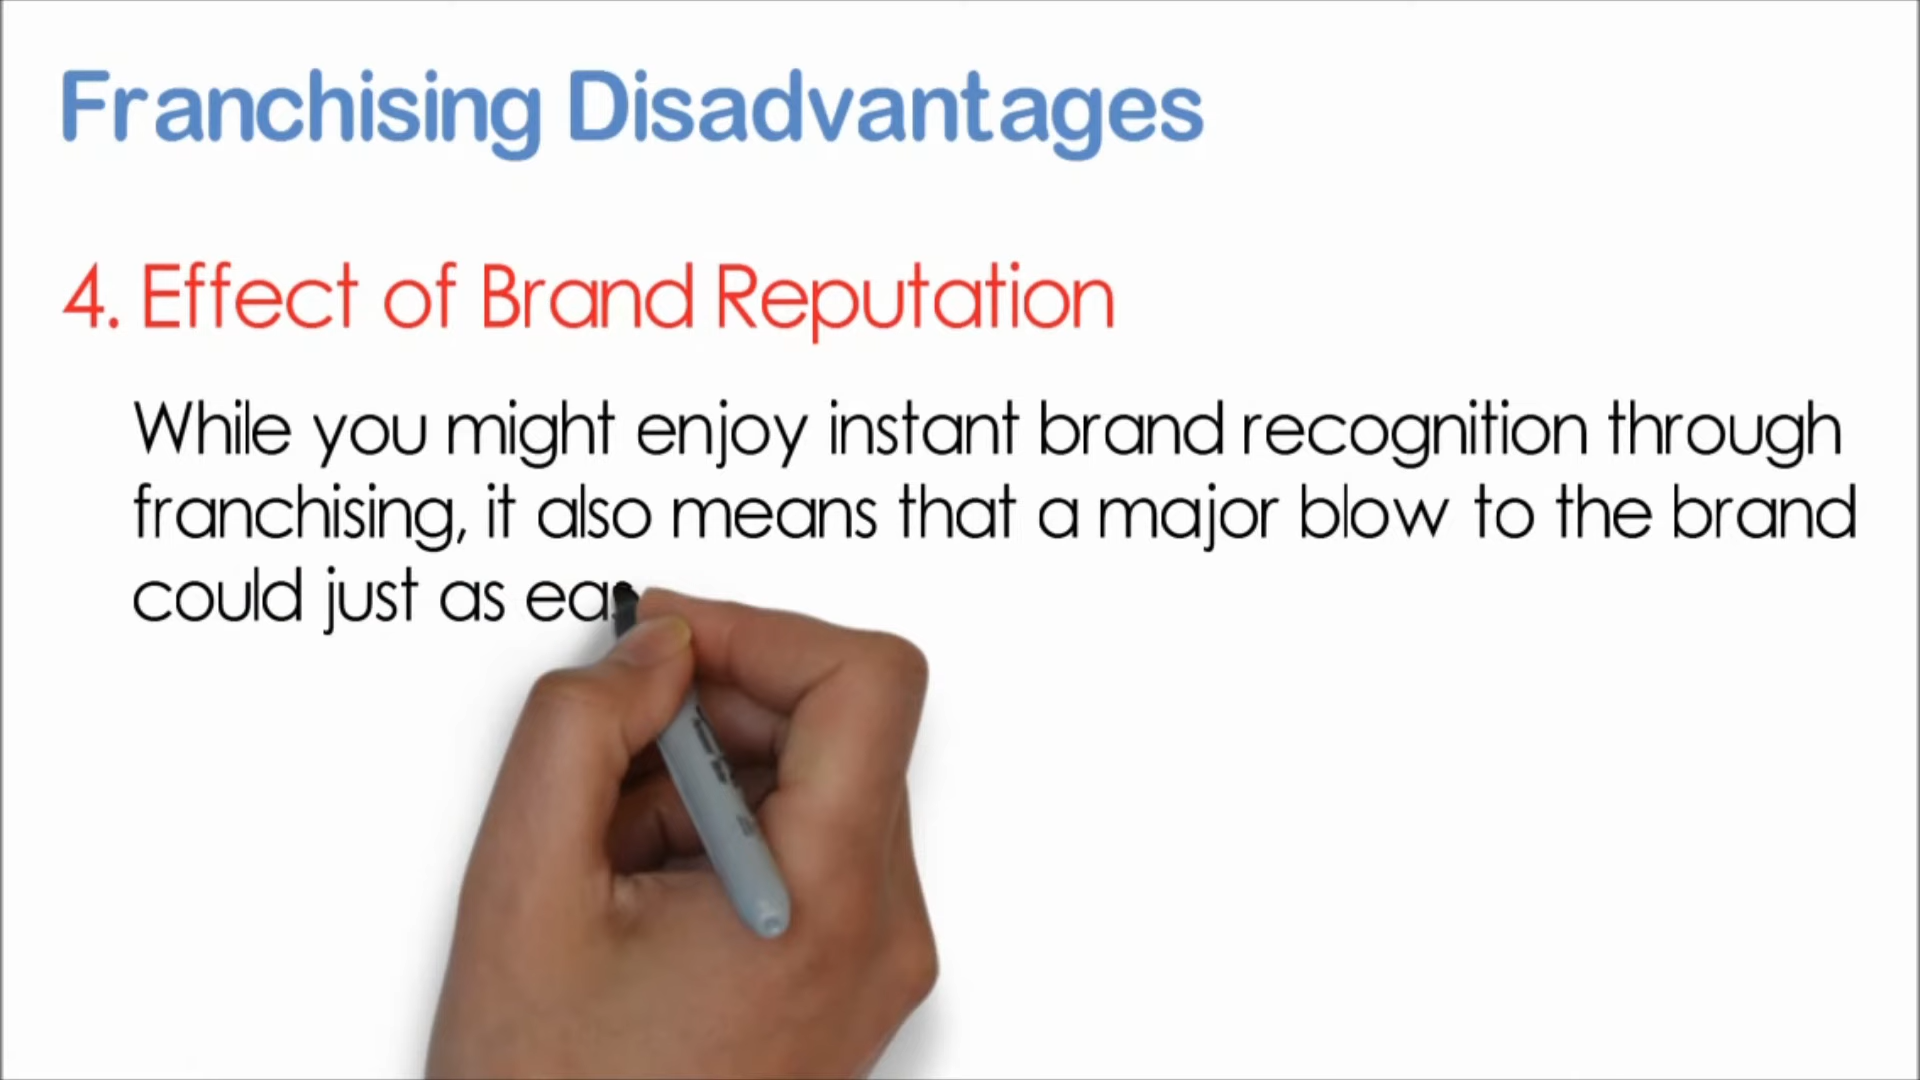 Franchising Disadvantages
4. Effect of Brand Reputation
While you might enjoy instant brand recognition through
franchising, it also means that a major blow to the brand
could just as eas